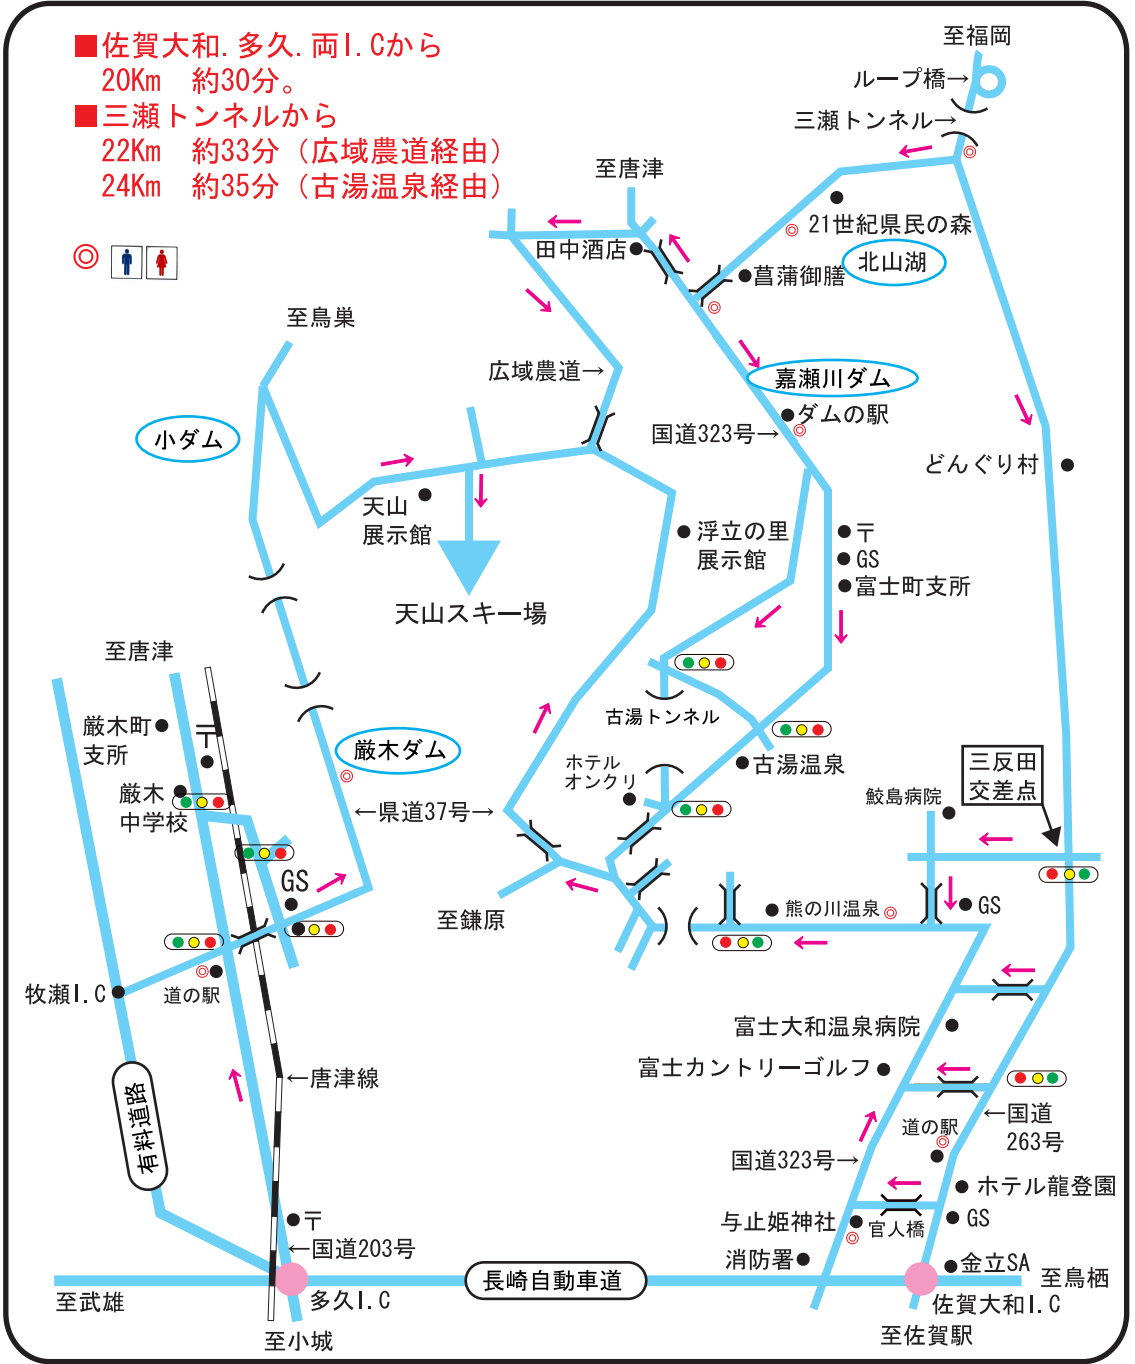 ■佐賀大和.多久.両I.Cから
20Km 約30分。
■三瀬トンネルから
22Km 約33分（広域農道経由）
24Km 約35分（古湯温泉経由）
至福岡
ループ橋→
三瀬トンネル→
至唐津
21世紀県民の森
田中酒店
北山湖
菖蒲御膳
至鳥巣
広域農道→
嘉瀬川ダム
ダムの駅
小ダム
国道323号→
どんぐり村
天山
展示館
浮立の里
展示館
〒
GS
富士町支所
天山スキー場
至唐津
古湯トンネル
厳木町
支所
〒
厳木ダム
ホテル
オンクリ
古湯温泉
三反田
交差点
厳木
中学校
←県道37号→
鮫島病院
GS
至鎌原
熊の川温泉
GS
牧瀬I.C
道の駅
富士大和温泉病院
富士カントリーゴルフ
←唐津線
有料道路
道の駅
←国道
263号
国道323号→
ホテル龍登園
〒
与止姫神社
官人橋
GS
←国道203号
消防署
金立SA
長崎自動車道
至鳥栖
至武雄
多久I.C
佐賀大和I.C
至小城
至佐賀駅